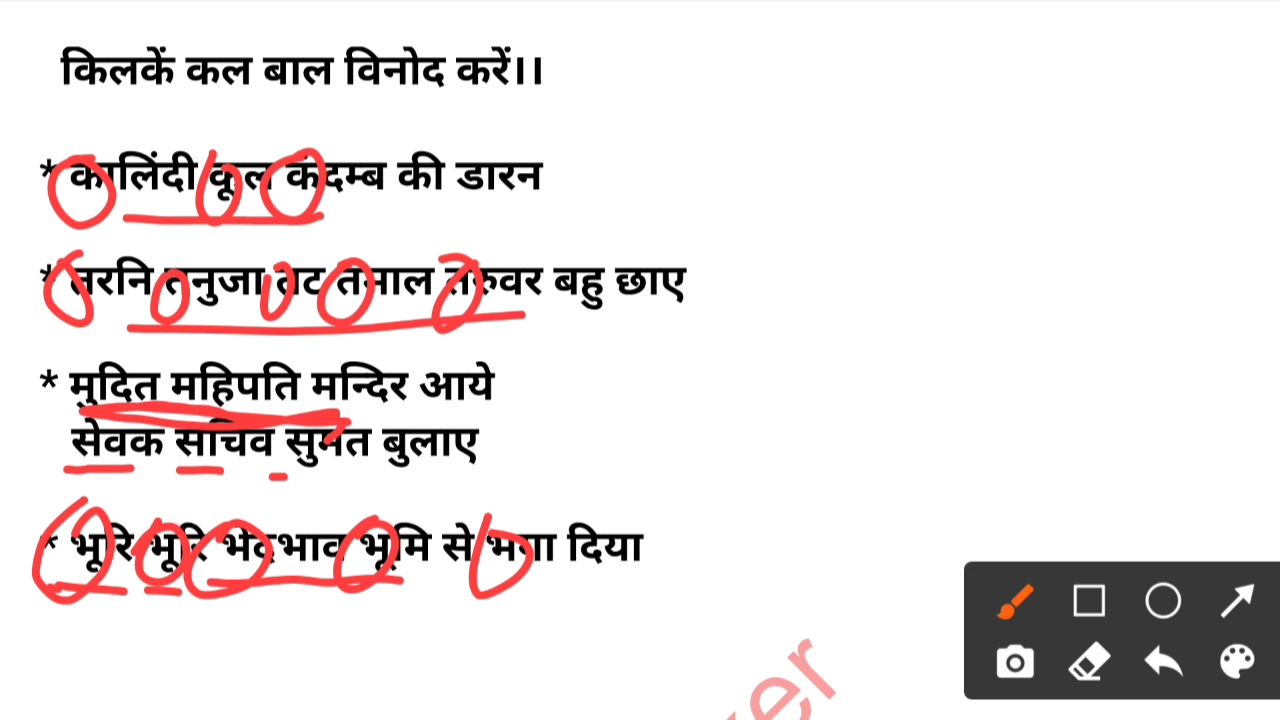 किलकें कल बाल विनोद करें।।
* कालिंदी कूल कदम्ब की डारन
* तरनि तनुजा तट तमाल तरुवर बहु छाए
* मुदित महिपति मन्दिर आये
सेवक सचिव सुमंत बुलाए
* भूरि भूरि भेदभाव भूमि से भगा दिया